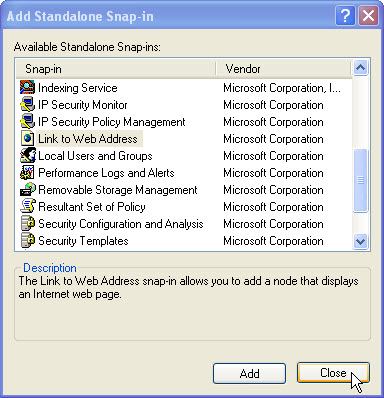 Add Standalone Snap-in
Available Standalone Snap-ins:
Snap-in Vendor
Indexing Service Microsoft Corporation, I...
IP Security Monitor Microsoft Corporation
IP Security Policy Management Microsoft Corporation
Link to Web Address Microsoft Corporation
Local Users and Groups Microsoft Corporation
Performance Logs and Alerts Microsoft Corporation
Removable Storage Management Microsoft Corporation
Resultant Set of Policy Microsoft Corporation
Security Configuration and Analysis Microsoft Corporation
Security Templates Microsoft Corporation
Description
The Link to Web Address snap-in allows you to add a node that displays
an Internet web page.
Add Close